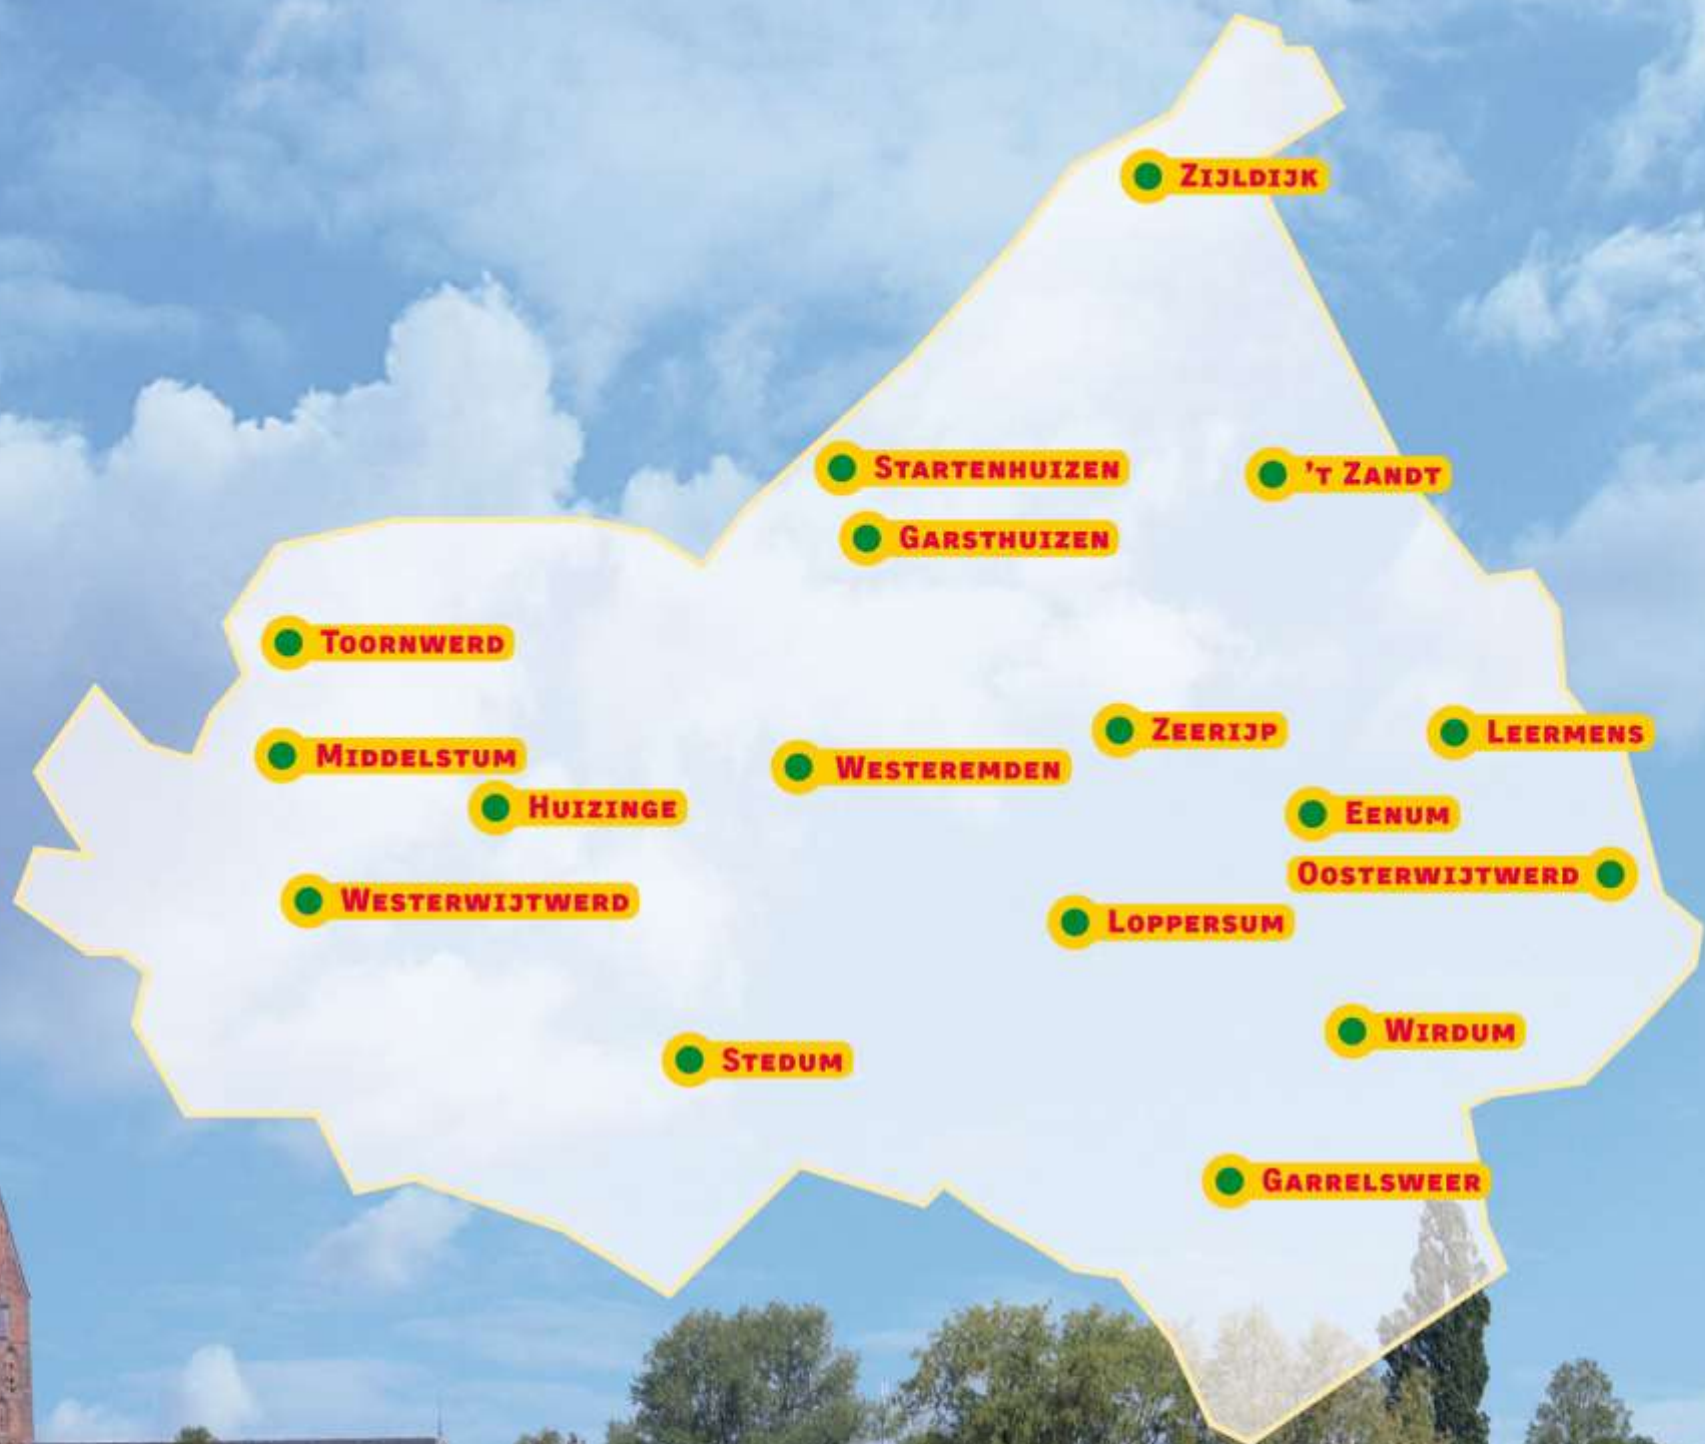 Zijldijk
Startenhuizen
't Zandt
Garsthuizen
Toornwerd
Zeerijp
Leermens
Middelstum
Westeremden
Huizinge
Eenum
Oosterwijtwerd
Westerwijtwerd
Loppersum
Wirdum
Stedum
Garrelsweer